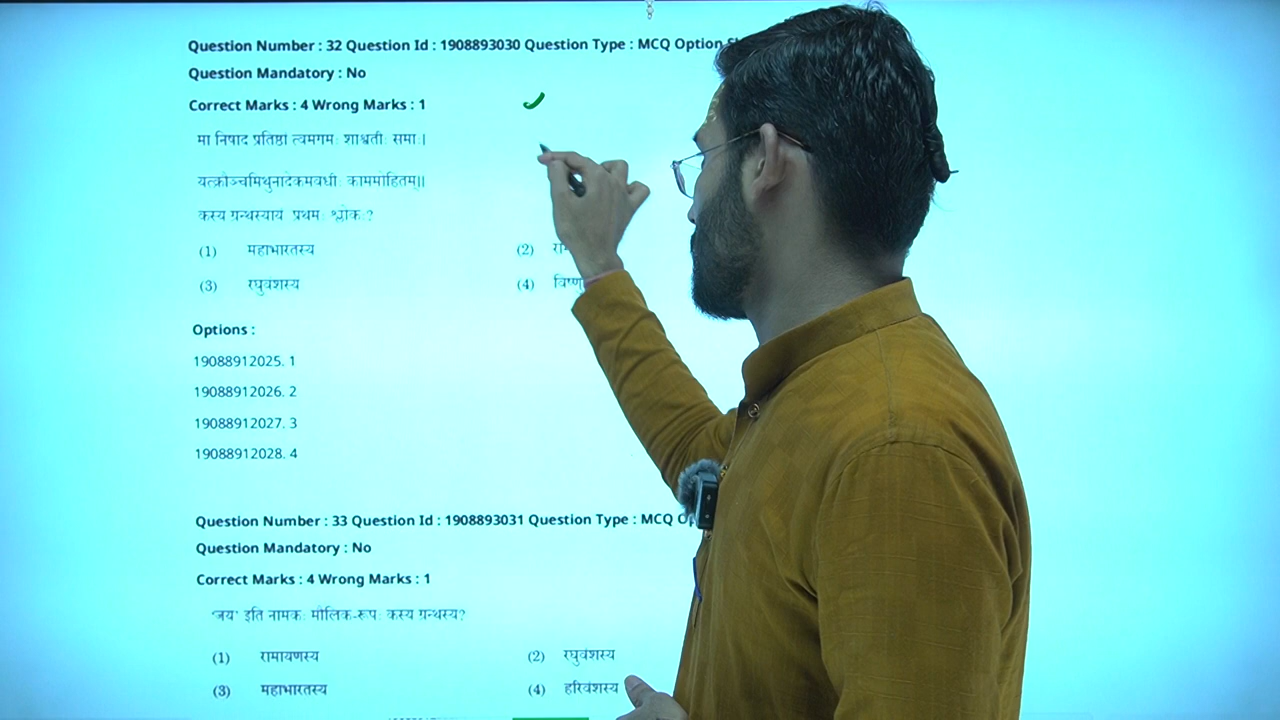 Question Number : 32 Question Id : 1908893030 Question Type : MCQ Option
Question Mandatory : No
Correct Marks : 4 Wrong Marks : 1
मा निषाद प्रतिष्ठां त्वमगमः शाश्वतीः समाः।
यत्क्रौञ्चमिथुनादेकमवधीः काममोहितम्॥
कस्य ग्रन्थस्यायं प्रथमः श्लोकः?
(1) महाभारतस्य (2)
(3) रघुवंशस्य (4)
Options :
19088912025. 1
19088912026. 2
19088912027. 3
19088912028. 4
Question Number : 33 Question Id : 1908893031 Question Type : MCQ
Question Mandatory : No
Correct Marks : 4 Wrong Marks : 1
'जय' इति नामकः मौलिक-रूपः कस्य ग्रन्थस्य?
(1) रामायणस्य (2) रघुवंशस्य
(3) महाभारतस्य (4) हरिवंशस्य